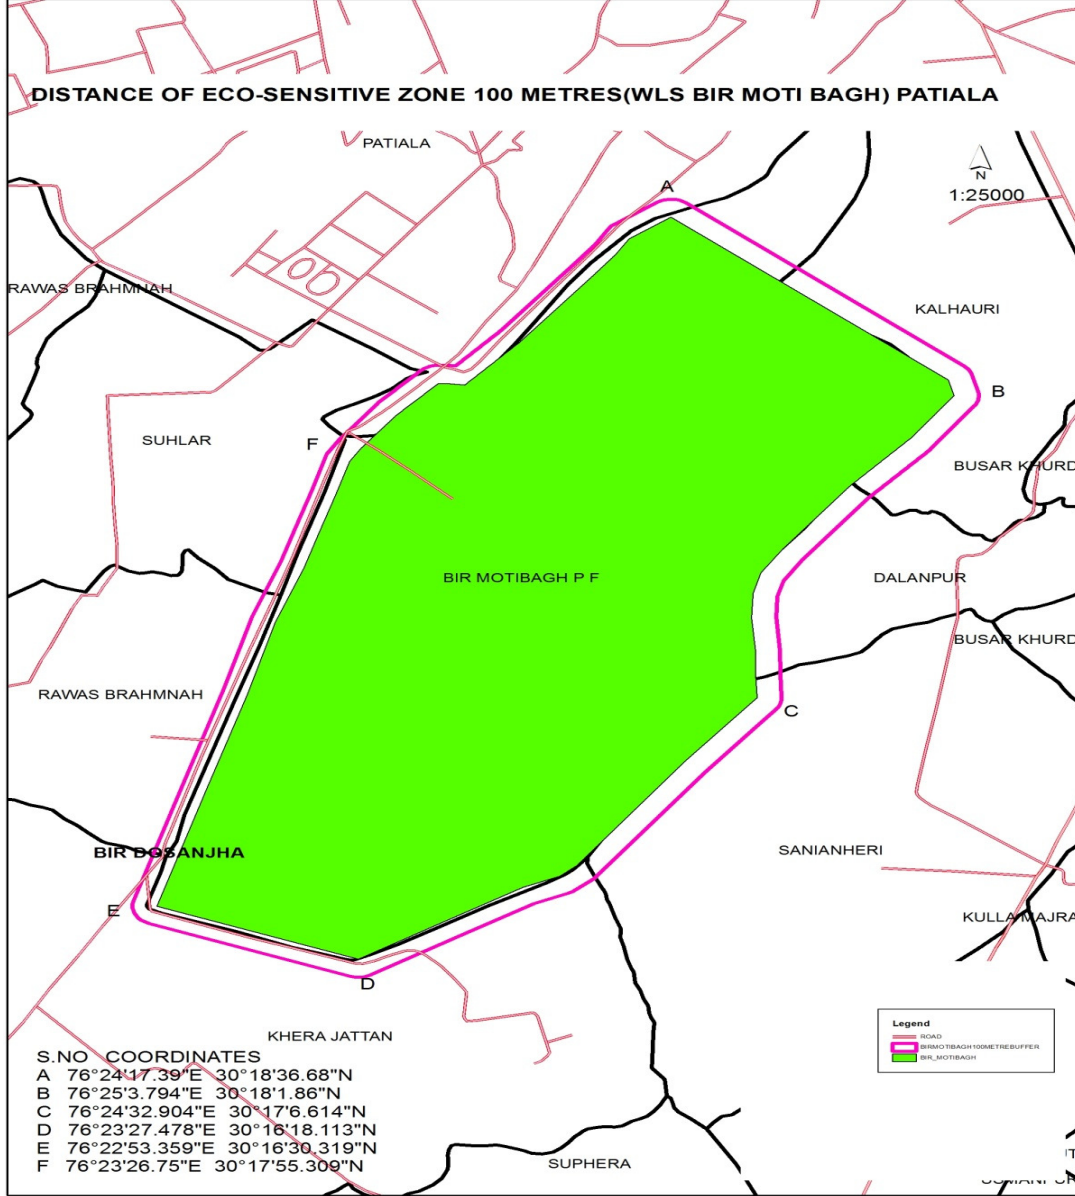 DISTANCE OF ECO-SENSITIVE ZONE 100 METRES(WLS BIR MOTI BAGH) PATIALA
PATIALA
N
1:25000
A
RAWAS BRAHMNAH
KALHAURI
B
SUHLAR
F
BUSAR KHURD
BIR MOTIBAGH P F
DALANPUR
BUSAR KHURD
RAWAS BRAHMNAH
C
BIR DOSANJHA
SANIANHERI
E
KULLA MAJRA
D
KHERA JATTAN
Legend
ROAD
BIRMOTIBAGH100METREBUFFER
BIR_MOTIBAGH
S.NO COORDINATES
A 76°24'17.39"E 30°18'36.68"N
B 76°25'3.794"E 30°18'1.86"N
C 76°24'32.904"E 30°17'6.614"N
D 76°23'27.478"E 30°16'18.113"N
E 76°22'53.359"E 30°16'30.319"N
F 76°23'26.75"E 30°17'55.309"N
SUPHERA